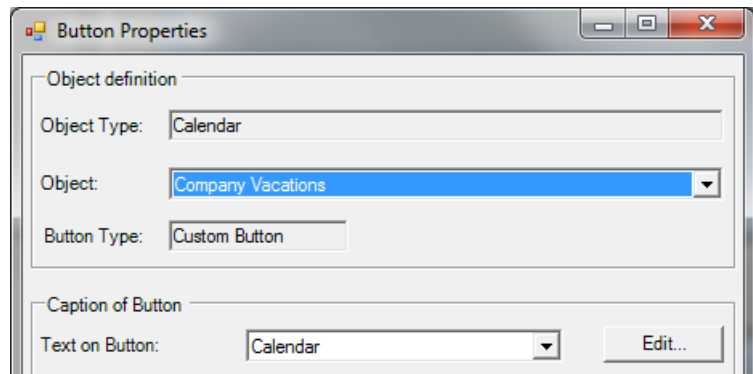 Button Properties
Object definition
Object Type: Calendar
Object: Company Vacations
Button Type: Custom Button
Caption of Button
Text on Button: Calendar Edit...